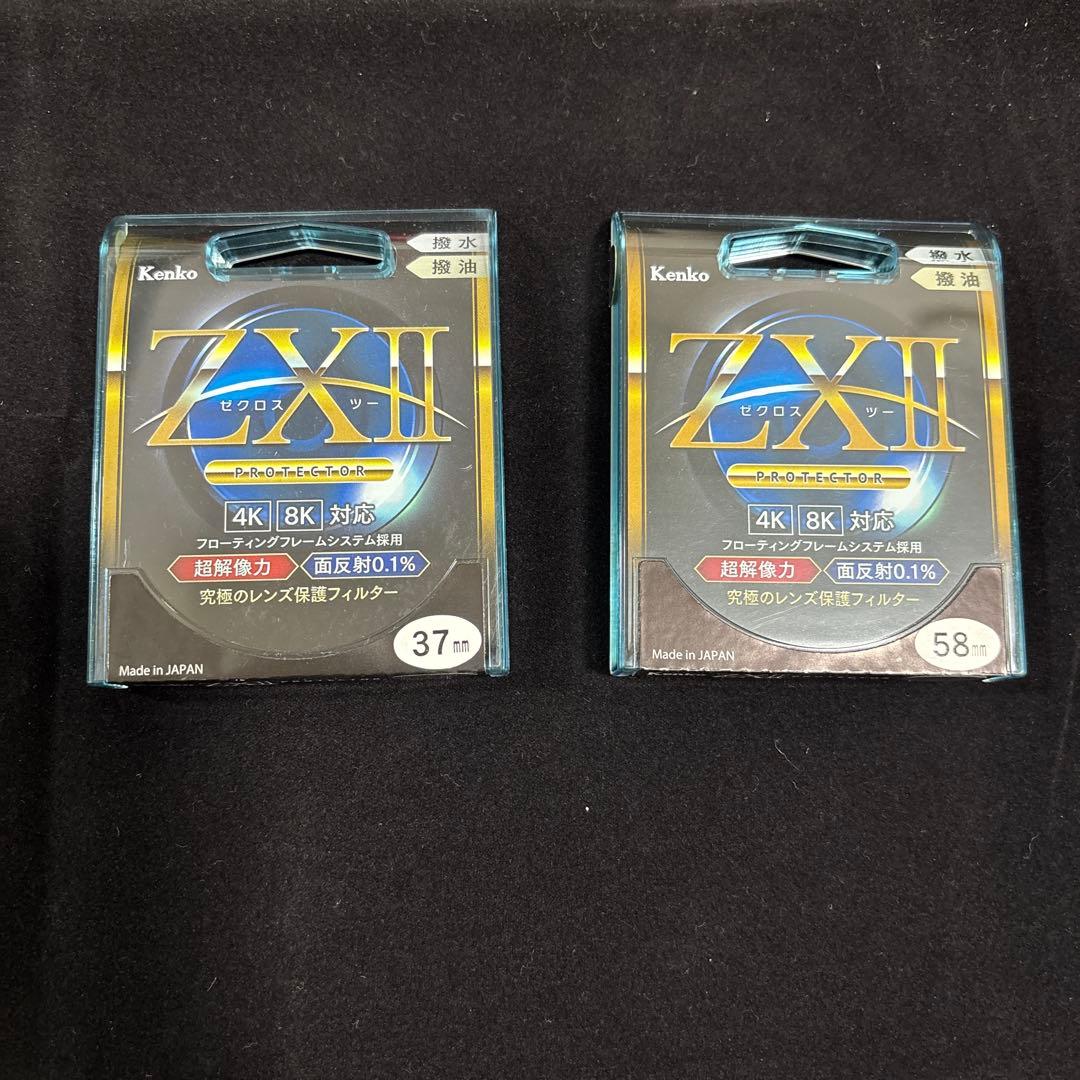 Kenko
撥水
撥油
ZXII
ゼクロス ツー
PROTECTOR
4K 8K 対応
フローティングフレームシステム採用
超解像力 面反射0.1%
究極のレンズ保護フィルター
37mm
Made in JAPAN
Kenko
撥水
撥油
ZXII
ゼクロス ツー
PROTECTOR
4K 8K 対応
フローティングフレームシステム採用
超解像力 面反射0.1%
究極のレンズ保護フィルター
58mm
Made in JAPAN